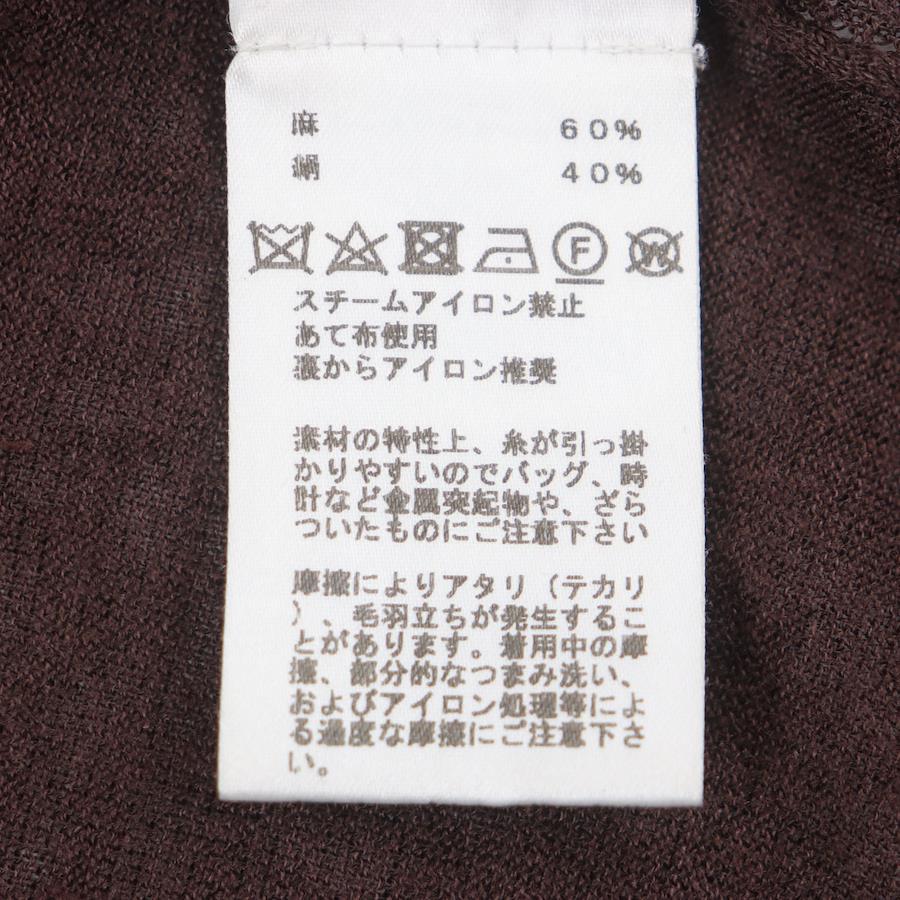 麻 60%
絹 40%
F W
スチームアイロン禁止
あて布使用
裏からアイロン推奨
素材の特性上、糸が引っ掛
かりやすいのでバッグ、時
計など金属突起物や、ざら
ついたものにご注意下さい
摩擦によりアタリ（テカリ
）、毛羽立ちが発生するこ
とがあります。着用中の摩
擦、部分的なつまみ洗い、
およびアイロン処理等によ
る過度な摩擦にご注意下さ
い。